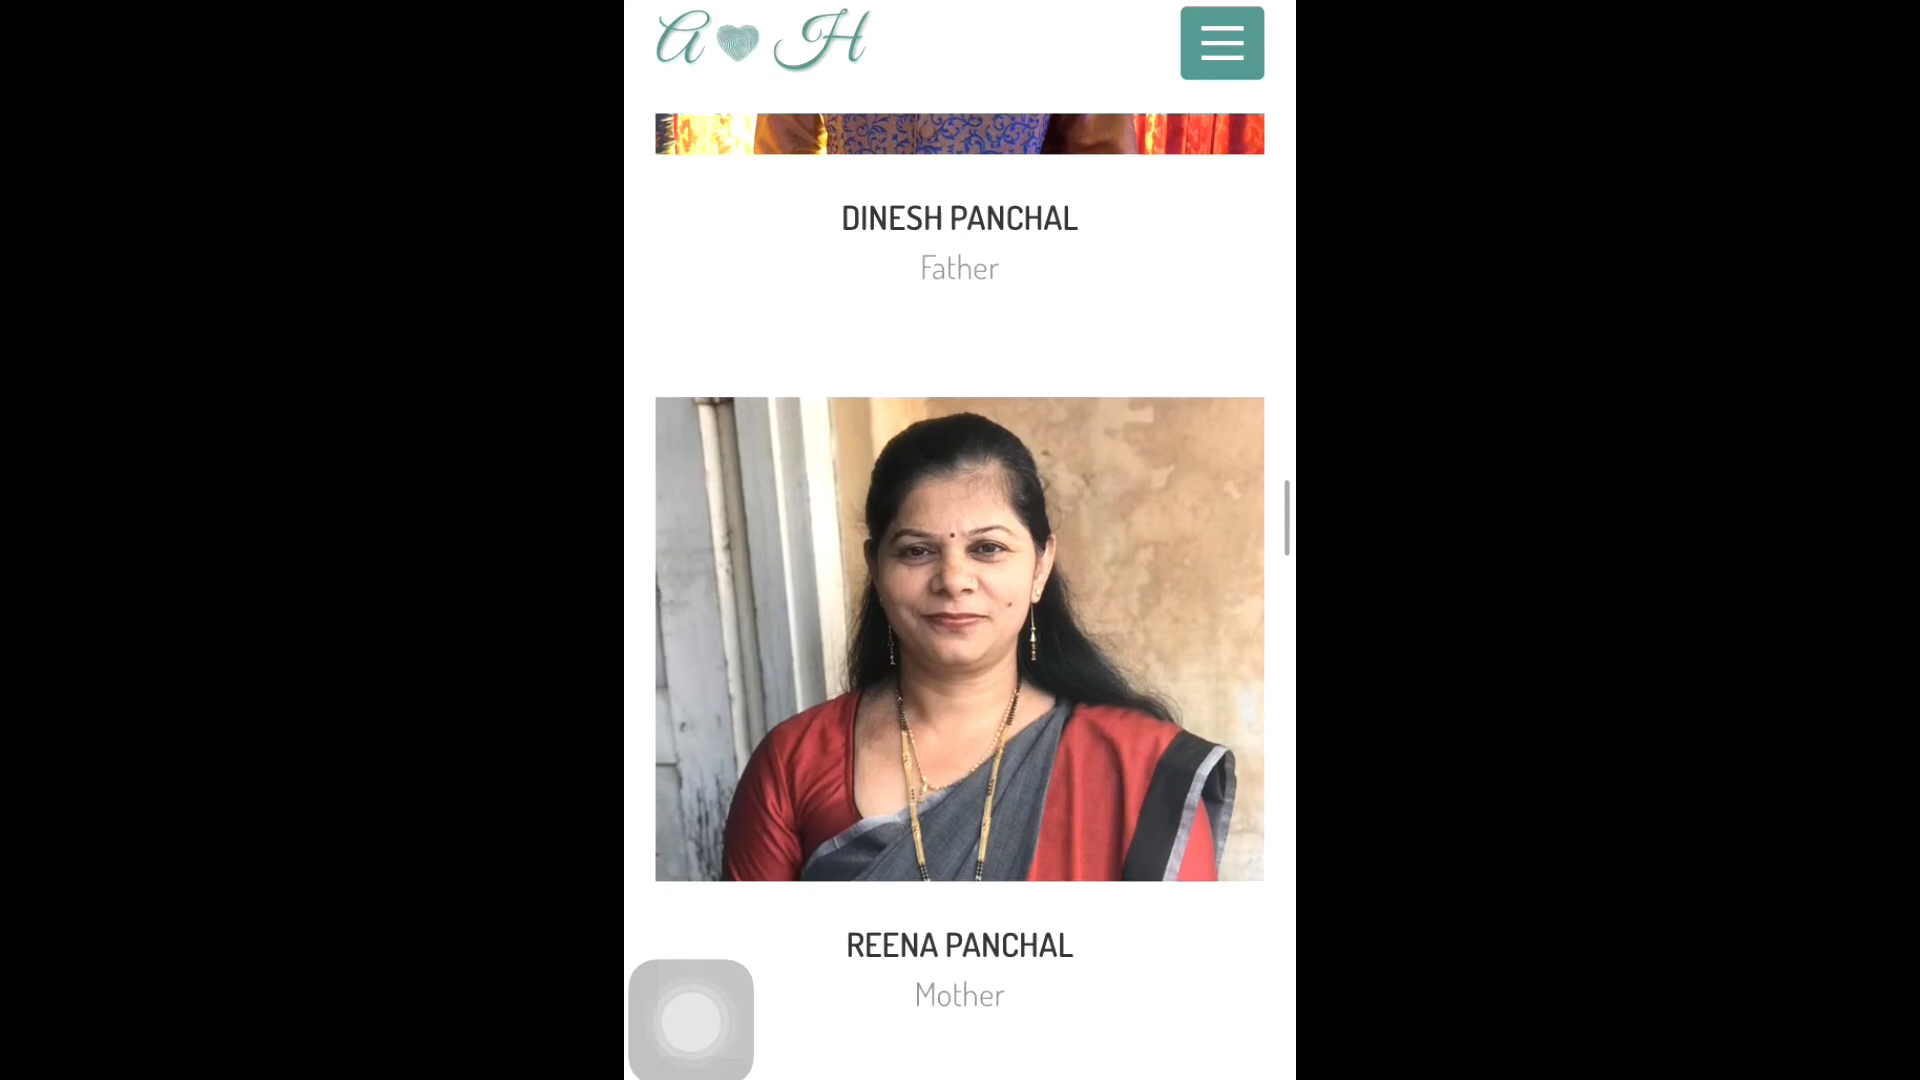 A H
DINESH PANCHAL
Father
REENA PANCHAL
Mother